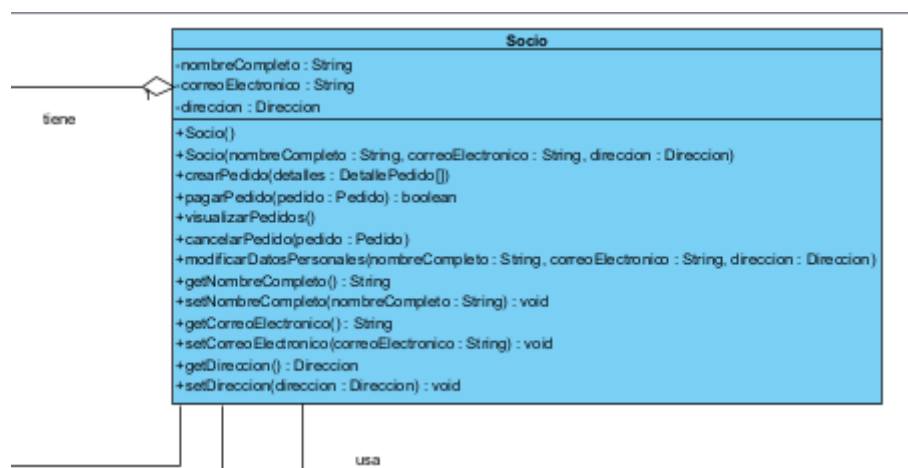 Socio
-nombreCompleto : String
-correoElectronico : String
-direccion : Direccion
1
tiene
+Socio()
+Socio(nombreCompleto : String, correoElectronico : String, direccion : Direccion)
+crearPedido(detalles : DetallePedido[])
+pagarPedido(pedido : Pedido) : boolean
+visualizarPedidos()
+cancelarPedido(pedido : Pedido)
+modificarDatosPersonales(nombreCompleto : String, correoElectronico : String, direccion : Direccion)
+getNombreCompleto() : String
+setNombreCompleto(nombreCompleto : String) : void
+getCorreoElectronico() : String
+setCorreoElectronico(correoElectronico : String) : void
+getDireccion() : Direccion
+setDireccion(direccion : Direccion) : void
usa